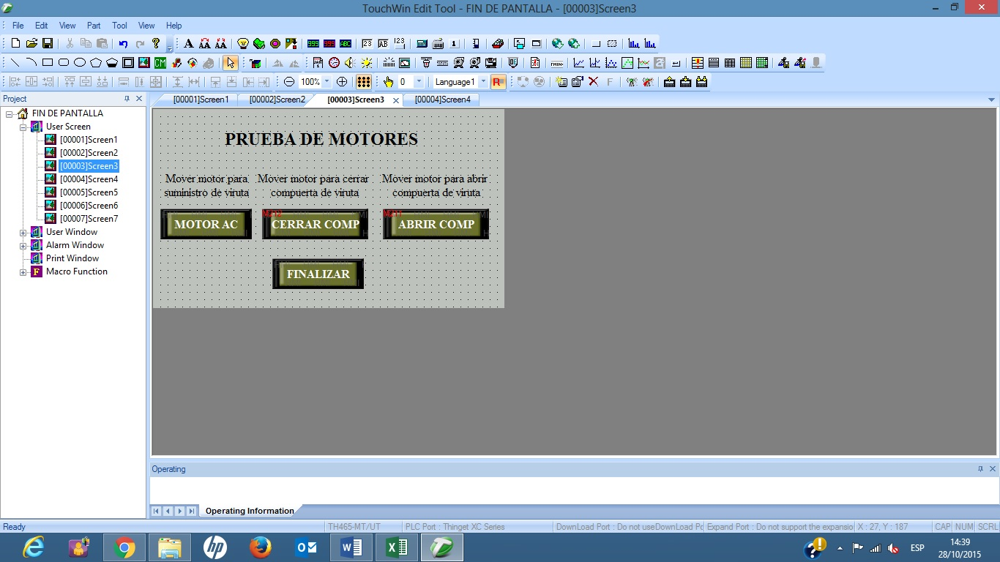 TouchWin Edit Tool - FIN DE PANTALLA - [00003]Screen3
File Edit View Part Tool View Help
100% 0 Language1 R
Project
[00001]Screen1 [00002]Screen2 [00003]Screen3 [00004]Screen4
FIN DE PANTALLA
User Screen
[00001]Screen1
[00002]Screen2
[00003]Screen3
[00004]Screen4
[00005]Screen5
[00006]Screen6
[00007]Screen7
User Window
Alarm Window
Print Window
Macro Function
PRUEBA DE MOTORES
Mover motor para Mover motor para cerrar Mover motor para abrir
suministro de viruta compuerta de viruta compuerta de viruta
MOTOR AC CERRAR COMP ABRIR COMP
FINALIZAR
Operating
Operating Information
Ready TH465-MT/UT PLC Port : Thinget XC Series DownLoad Port : Do not useDownLoad Po Expand Port : Do not support the expansio X : 27, Y : 187 CAP NUM SCRL
ESP
14:39
28/10/2015